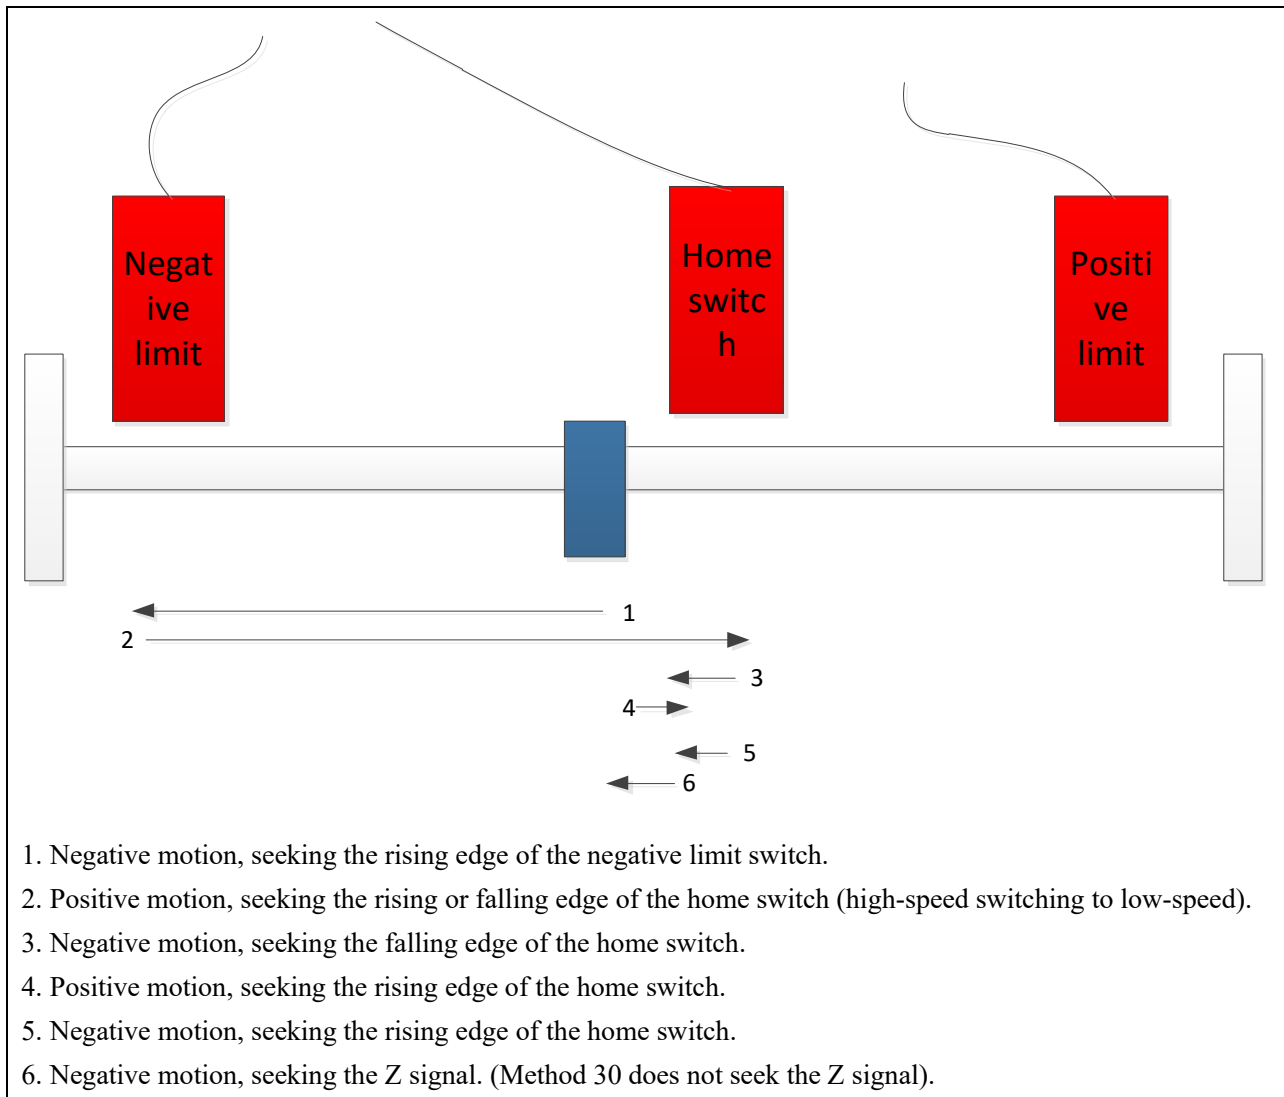 Negat
ive
limit
Home
switc
h
Positi
ve
limit
1
2
3
4
5
6
1. Negative motion, seeking the rising edge of the negative limit switch.
2. Positive motion, seeking the rising or falling edge of the home switch (high-speed switching to low-speed).
3. Negative motion, seeking the falling edge of the home switch.
4. Positive motion, seeking the rising edge of the home switch.
5. Negative motion, seeking the rising edge of the home switch.
6. Negative motion, seeking the Z signal. (Method 30 does not seek the Z signal).